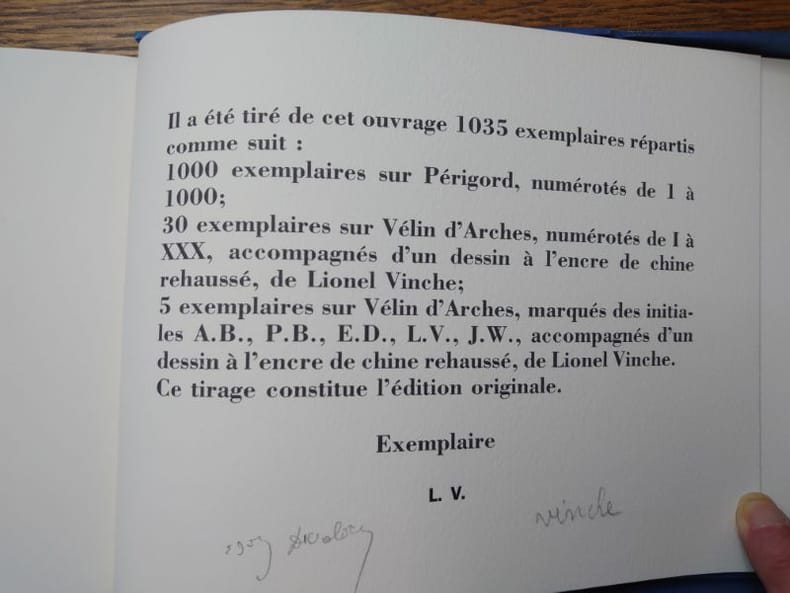 Il a été tiré de cet ouvrage 1035 exemplaires répartis
comme suit :
1000 exemplaires sur Périgord, numérotés de 1 à
1000;
30 exemplaires sur Vélin d'Arches, numérotés de I à
XXX, accompagnés d'un dessin à l'encre de chine
rehaussé, de Lionel Vinche;
5 exemplaires sur Vélin d'Arches, marqués des initia-
les A.B., P.B., E.D., L.V., J.W., accompagnés d'un
dessin à l'encre de chine rehaussé, de Lionel Vinche.
Ce tirage constitue l'édition originale.
Exemplaire
L. V.
vinche